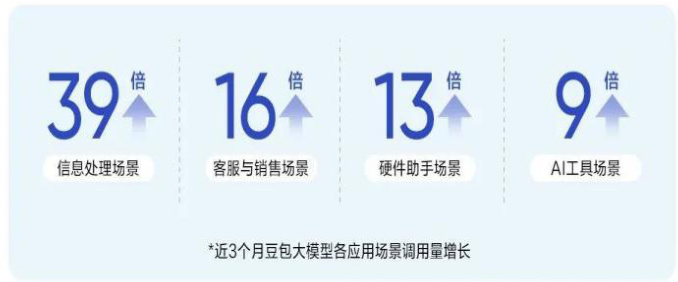 39倍 16倍 13倍 9倍
信息处理场景 客服与销售场景 硬件助手场景 AI工具场景
*近3个月豆包大模型各应用场景调用量增长